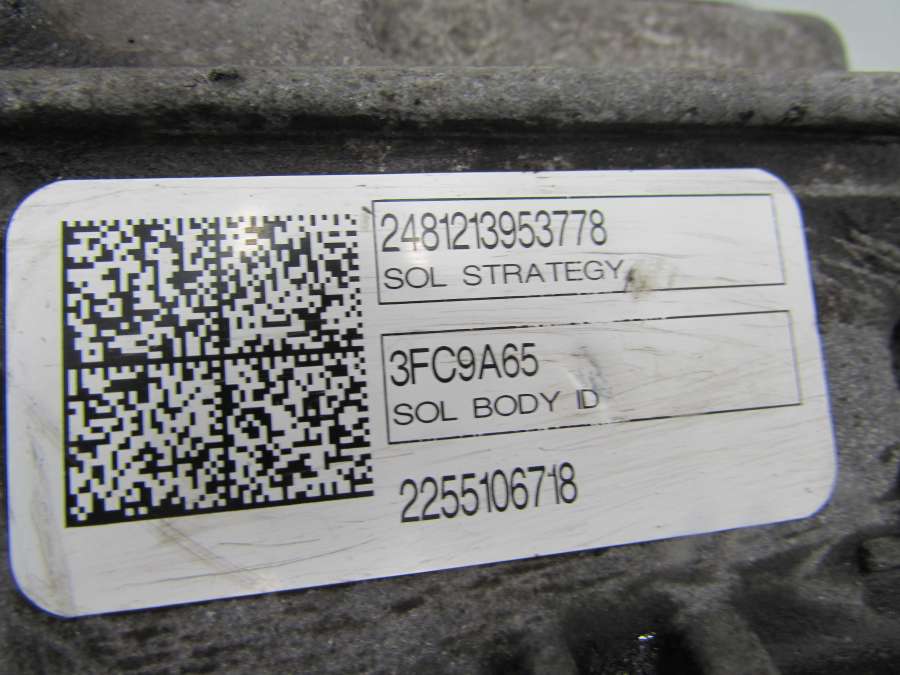 2481213953778
SOL STRATEGY
3FC9A65
SOL BODY ID
2255106718